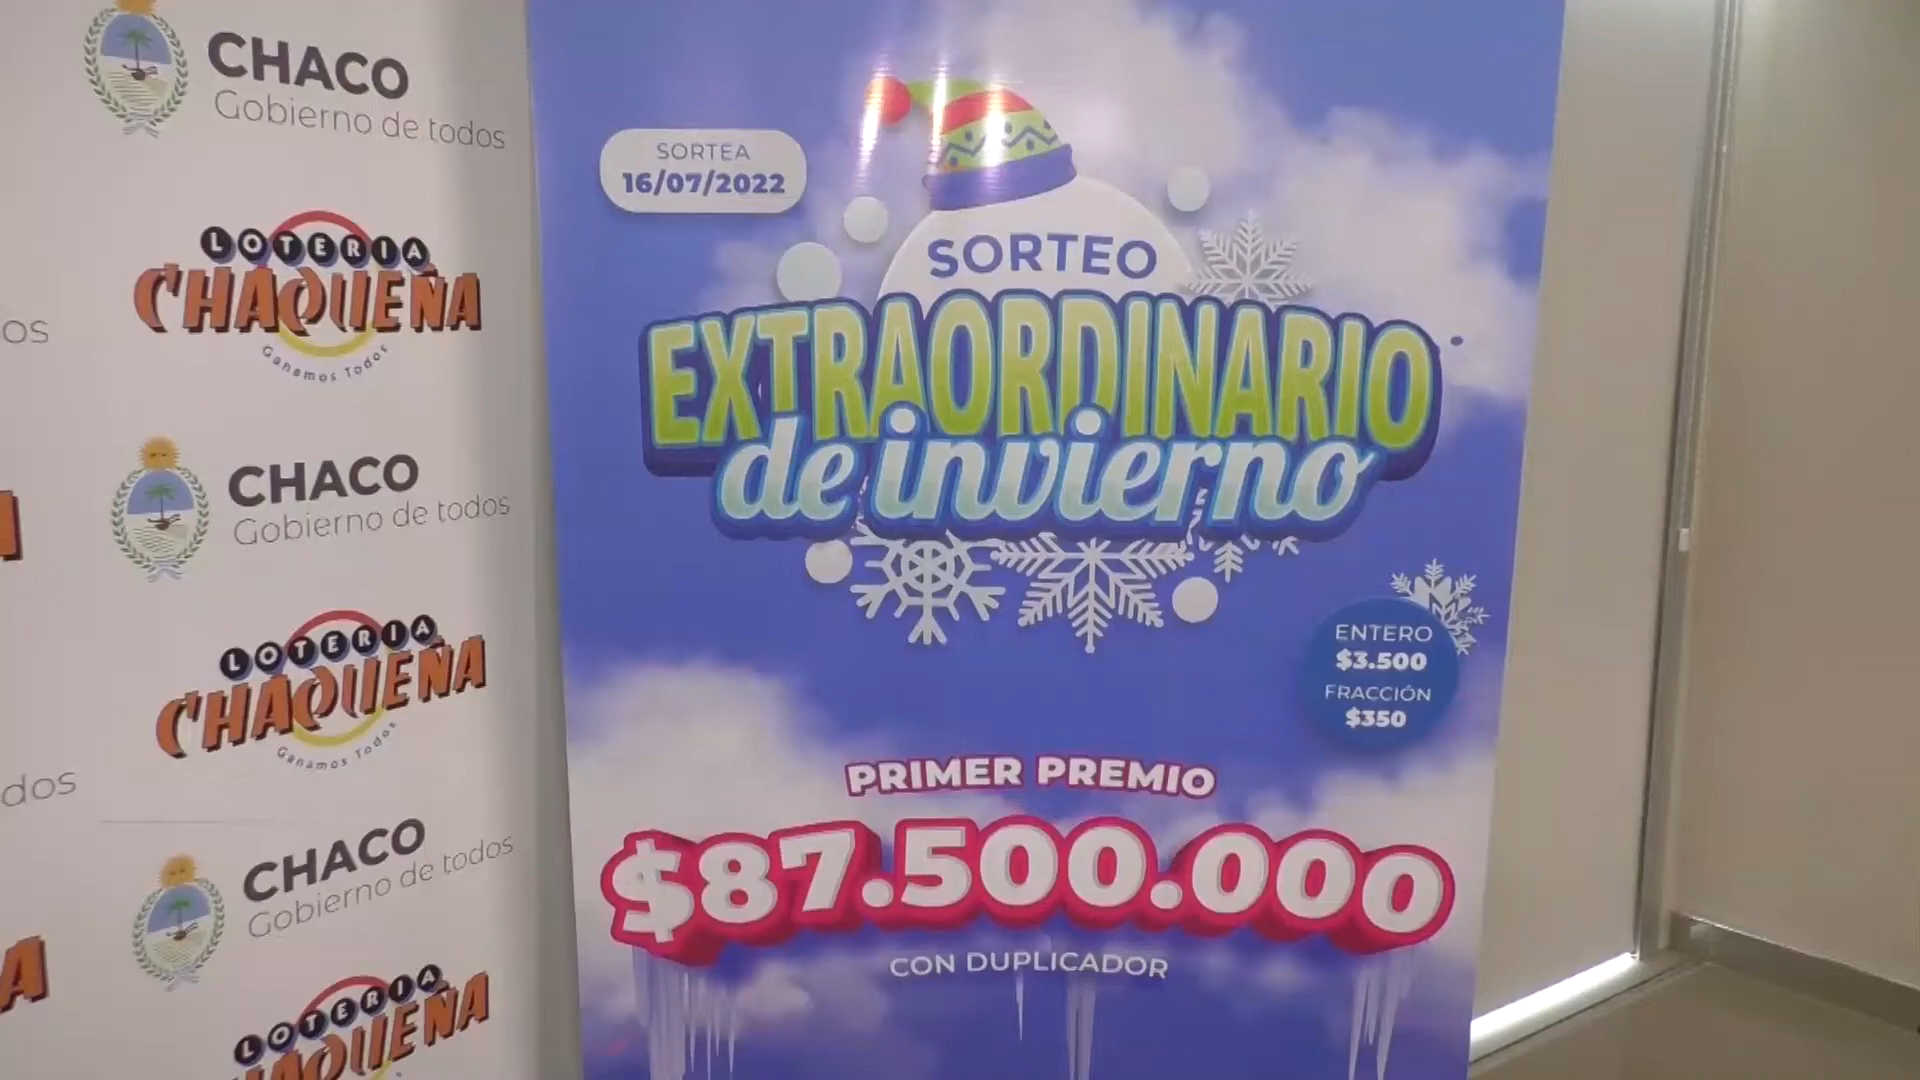 CHACO
Gobierno de todos
LOTERIA
CHAQUEÑA
Ganamos Todos
os
CHACO
Gobierno de todos
LOTERIA
CHAQUEÑA
Ganamos Todos
dos
CHACO
Gobierno de todos
LOTERIA
CHAQUEÑA
A
SORTEA
16/07/2022
SORTEO
EXTRAORDINARIO
de invierno
ENTERO
$3.500
FRACCIÓN
$350
PRIMER PREMIO
$87.500.000
CON DUPLICADOR